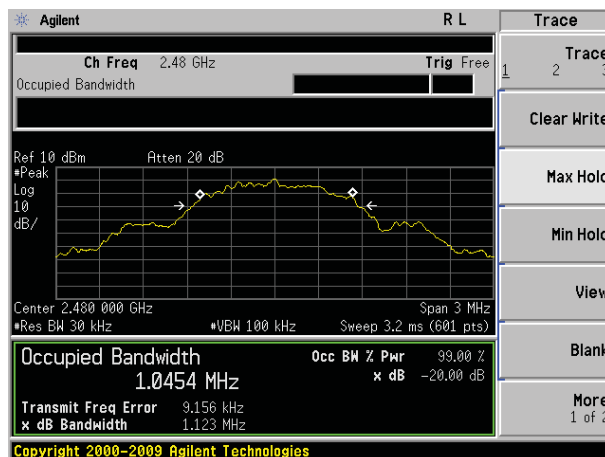 Agilent R L Trace
Ch Freq 2.48 GHz Trig Free
Occupied Bandwidth
Trace
1 2 3
Clear Write
Ref 10 dBm Atten 20 dB
#Peak
Log
10
dB/
Max Hold
Min Hold
View
Center 2.480 000 GHz Span 3 MHz
#Res BW 30 kHz #VBW 100 kHz Sweep 3.2 ms (601 pts)
Occupied Bandwidth Occ BW % Pwr 99.00 %
1.0454 MHz x dB -20.00 dB
Blank
Transmit Freq Error 9.156 kHz
x dB Bandwidth 1.123 MHz
More
1 of 2
Copyright 2000-2009 Agilent Technologies